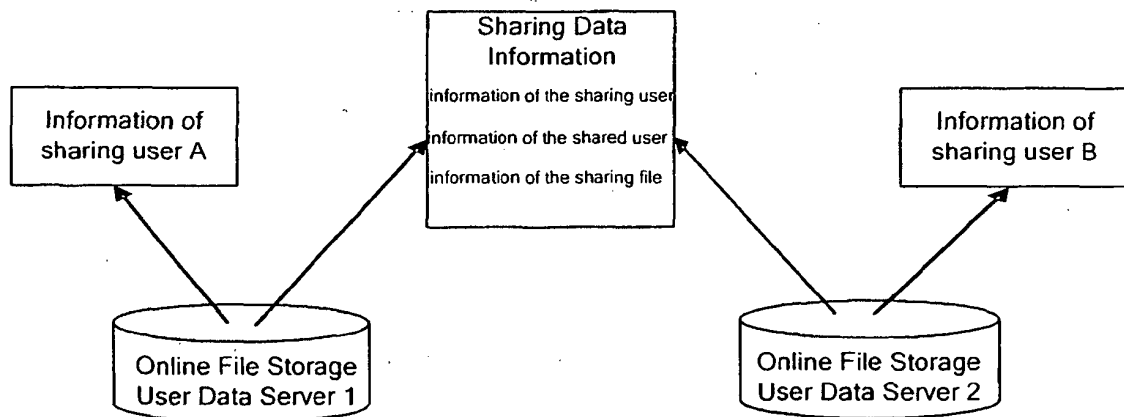 Sharing Data
Information
information of the sharing user
information of the shared user
information of the sharing file
Information of
sharing user A
Information of
sharing user B
Online File Storage
User Data Server 1
Online File Storage
User Data Server 2